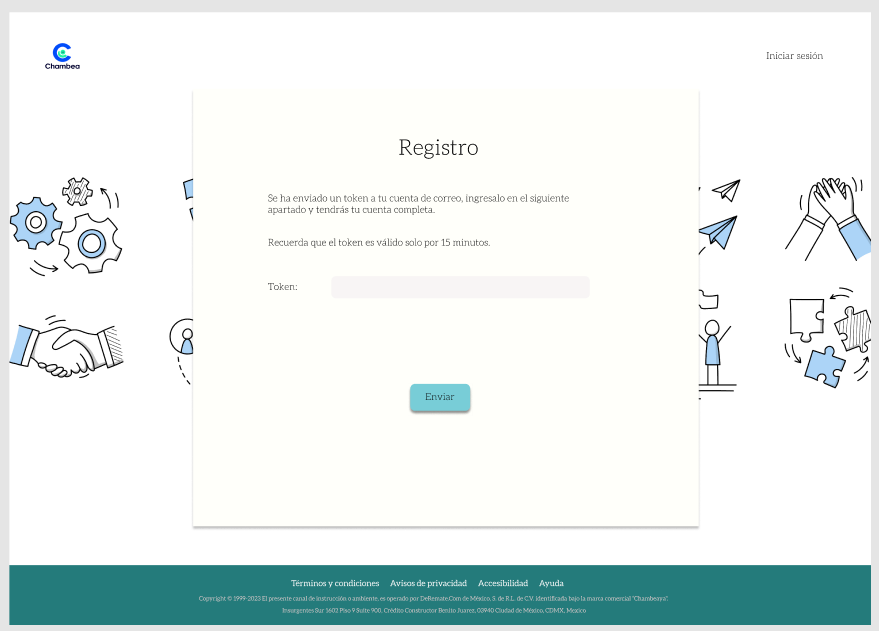 Chambea
Iniciar sesión
Registro
Se ha enviado un token a tu cuenta de correo, ingresalo en el siguiente
apartado y tendrás tu cuenta completa.
Recuerda que el token es válido solo por 15 minutos.
Token:
Enviar
Términos y condiciones Avisos de privacidad Accesibilidad Ayuda
Copyright © 1999-2023 El presente canal de instrucción o ambiente, es operado por DeRemate.Com de México, S. de R.L. de C.V. identificada bajo la marca comercial "Chambeaya".
Insurgentes Sur 1602 Piso 9 Suite 900, Crédito Constructor Benito Juarez, 03940 Ciudad de México, CDMX, Mexico